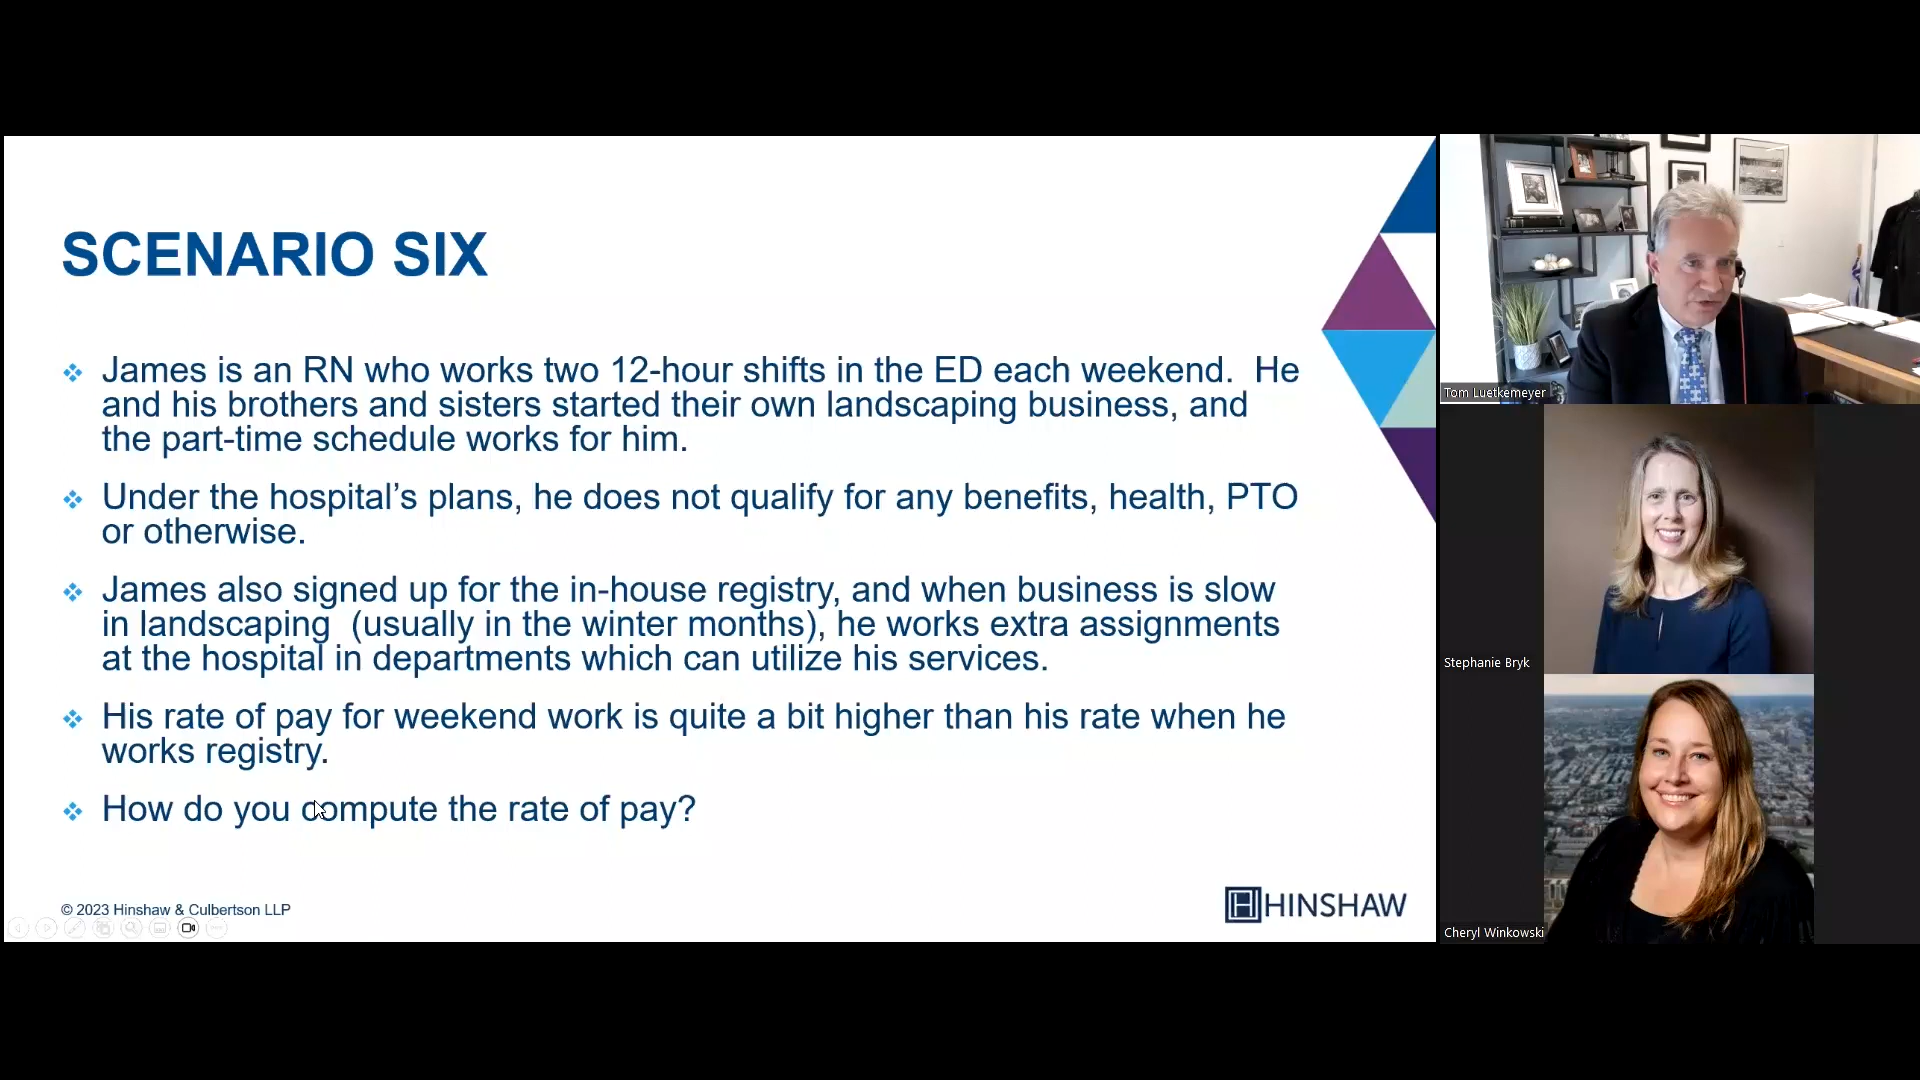 SCENARIO SIX
James is an RN who works two 12-hour shifts in the ED each weekend.  He
and his brothers and sisters started their own landscaping business, and
the part-time schedule works for him.
Under the hospital’s plans, he does not qualify for any benefits, health, PTO
or otherwise.
James also signed up for the in-house registry, and when business is slow
in landscaping  (usually in the winter months), he works extra assignments
at the hospital in departments which can utilize his services.
His rate of pay for weekend work is quite a bit higher than his rate when he
works registry.
How do you compute the rate of pay?
© 2023 Hinshaw & Culbertson LLP
HINSHAW
Tom Luetkemeyer
Stephanie Bryk
Cheryl Winkowski